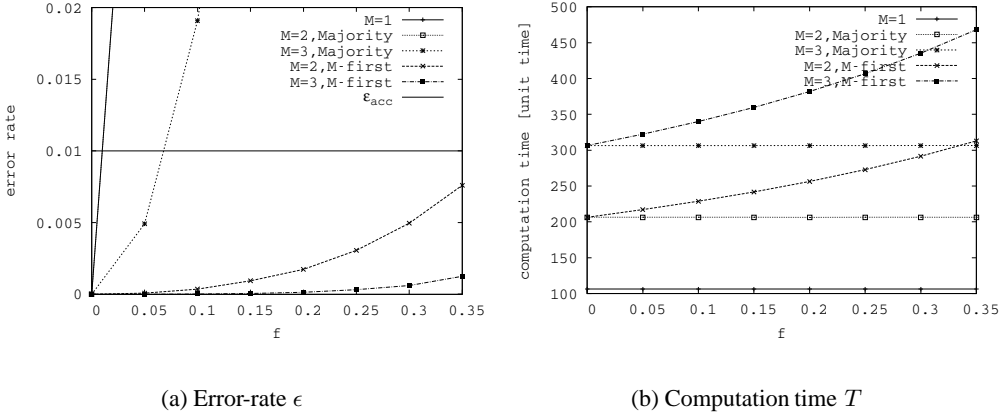 error rate
0.02
0.015
0.01
0.005
0
0 0.05 0.1 0.15 0.2 0.25 0.3 0.35
f
M=1
M=2,Majority
M=3,Majority
M=2,M-first
M=3,M-first
εacc
(a) Error-rate ϵ
computation time [unit time]
500
450
400
350
300
250
200
150
100
0 0.05 0.1 0.15 0.2 0.25 0.3 0.35
f
M=1
M=2,Majority
M=3,Majority
M=2,M-first
M=3,M-first
(b) Computation time T